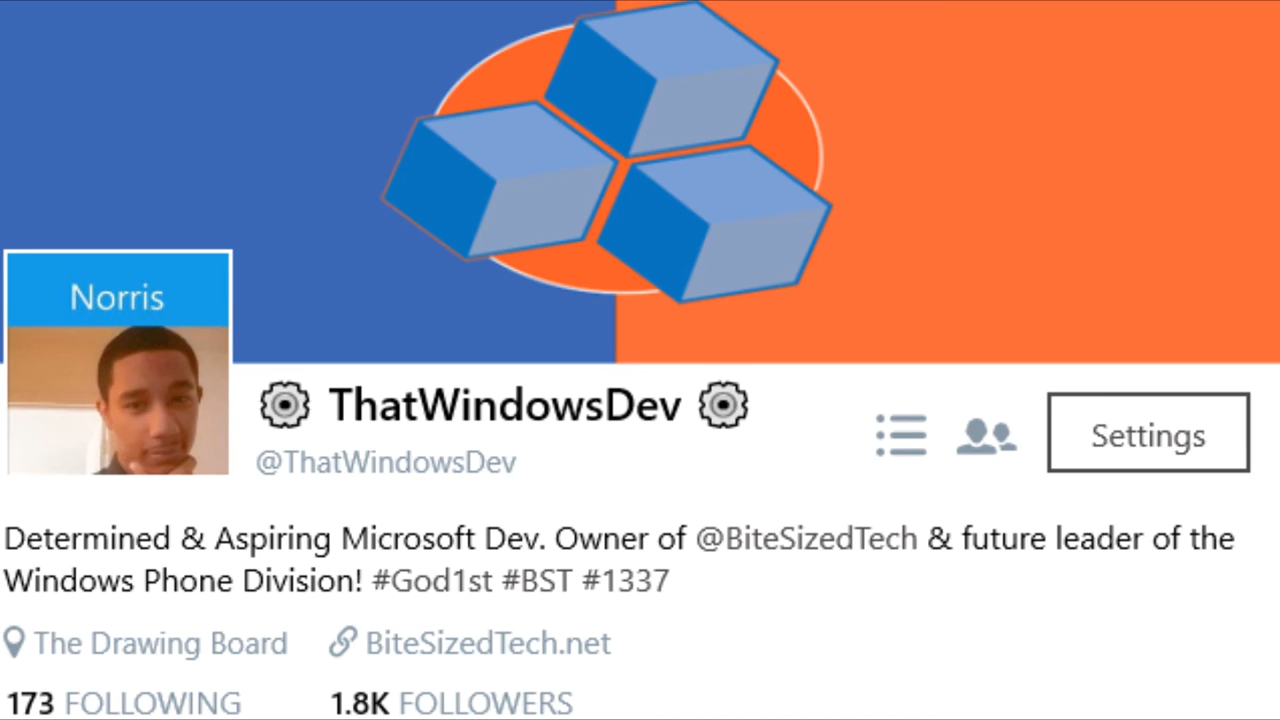 Norris
ThatWindowsDev
@ThatWindowsDev
Settings
Determined & Aspiring Microsoft Dev. Owner of @BiteSizedTech & future leader of the
Windows Phone Division! #God1st #BST #1337
The Drawing Board
BiteSizedTech.net
173 FOLLOWING
1.8K FOLLOWERS